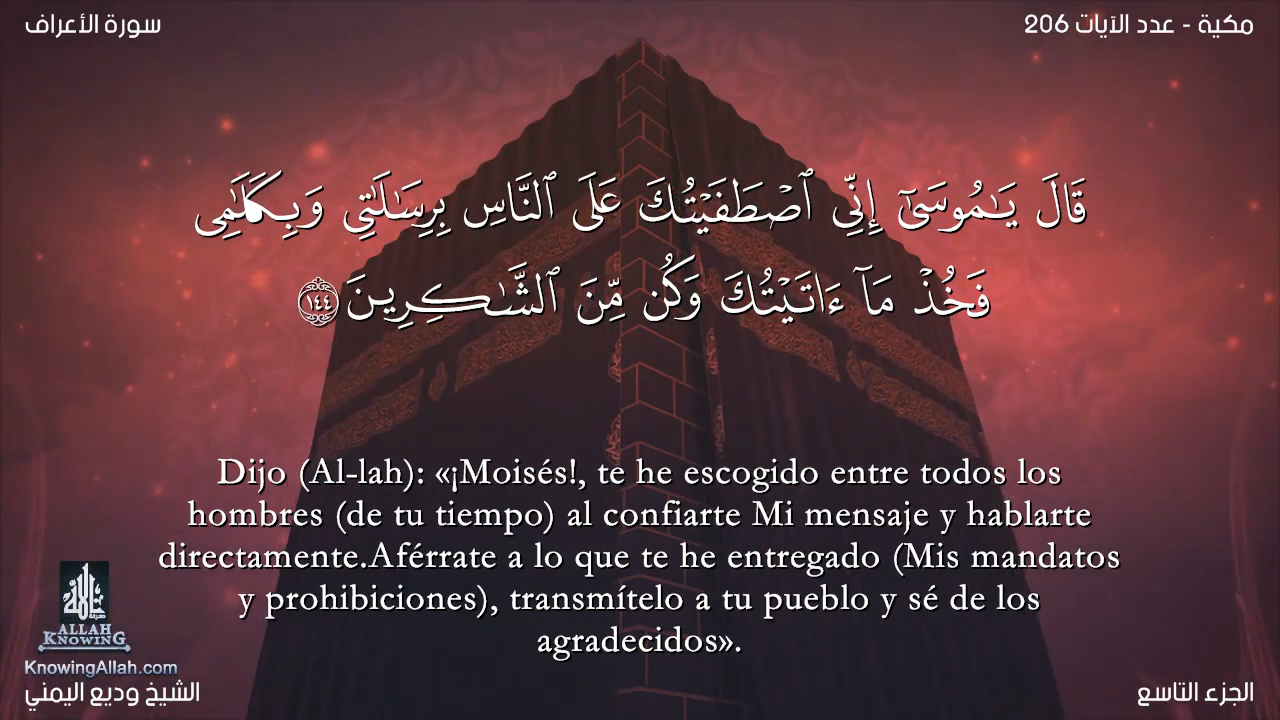 سورة الأعراف
مكية - عدد الآيات 206
قَالَ يَـٰمُوسَىٰٓ إِنِّى ٱصْطَفَيْتُكَ عَلَى ٱلنَّاسِ بِرِسَـٰلَـٰتِى وَبِكَلَـٰمِى
فَخُذْ مَآ ءَاتَيْتُكَ وَكُن مِّنَ ٱلشَّـٰكِرِينَ ١٤٤
Dijo (Al-lah): «¡Moisés!, te he escogido entre todos los
hombres (de tu tiempo) al confiarte Mi mensaje y hablarte
directamente.Aférrate a lo que te he entregado (Mis mandatos
y prohibiciones), transmítelo a tu pueblo y sé de los
agradecidos».
ALLAH
KNOWING
KnowingAllah.com
الشيخ وديع اليمني
الجزء التاسع